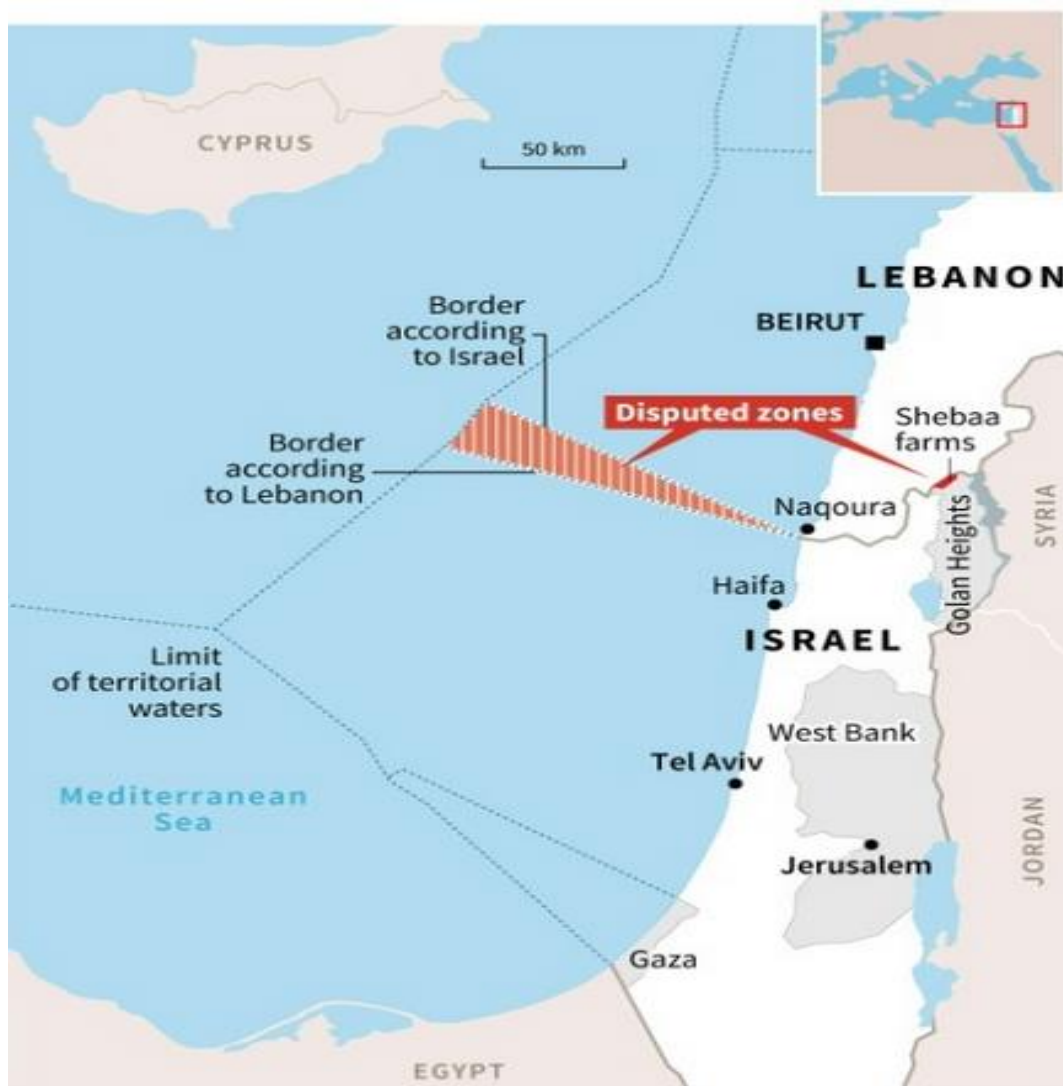 CYPRUS
50 km
LEBANON
Border
according
to Israel
BEIRUT
Disputed zones
Shebaa
farms
Border
according
to Lebanon
Naqoura
SYRIA
Golan Heights
Haifa
ISRAEL
Limit
of territorial
waters
West Bank
Tel Aviv
Mediterranean
Sea
JORDAN
Jerusalem
Gaza
EGYPT